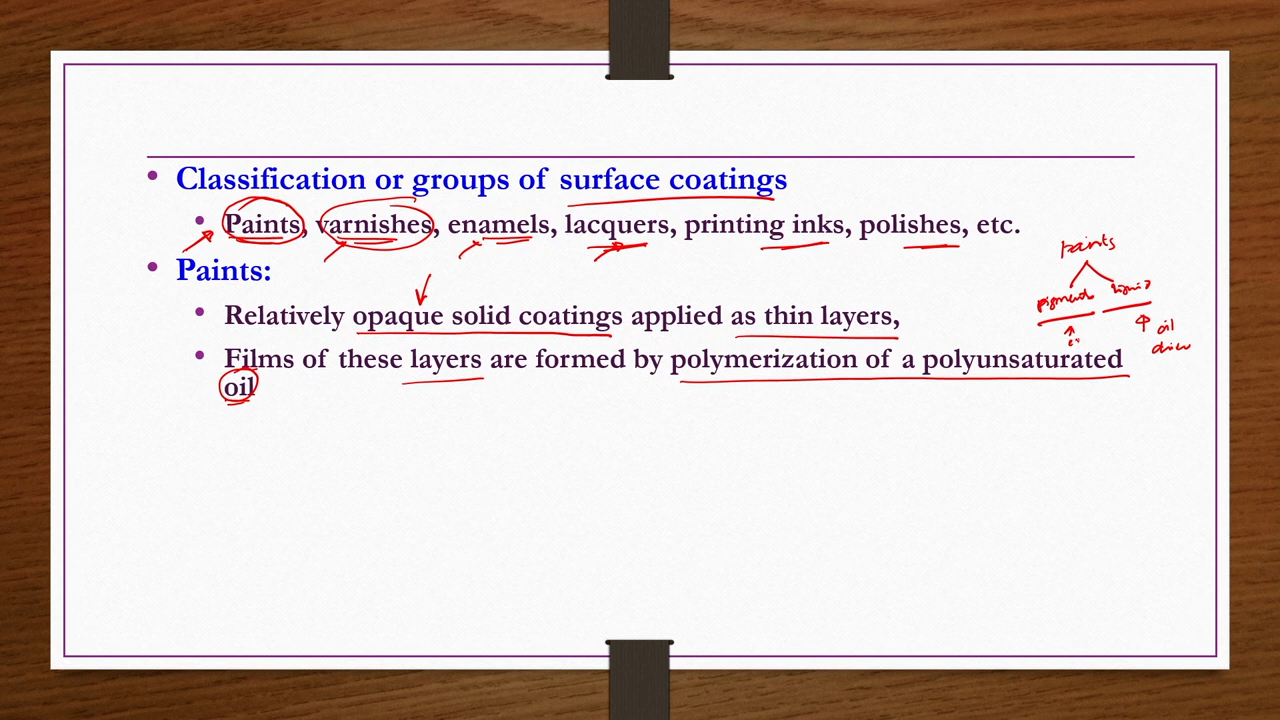 • Classification or groups of surface coatings
• Paints, varnishes, enamels, lacquers, printing inks, polishes, etc.
• Paints:
• Relatively opaque solid coatings applied as thin layers,
• Films of these layers are formed by polymerization of a polyunsaturated
oil
paints
oil